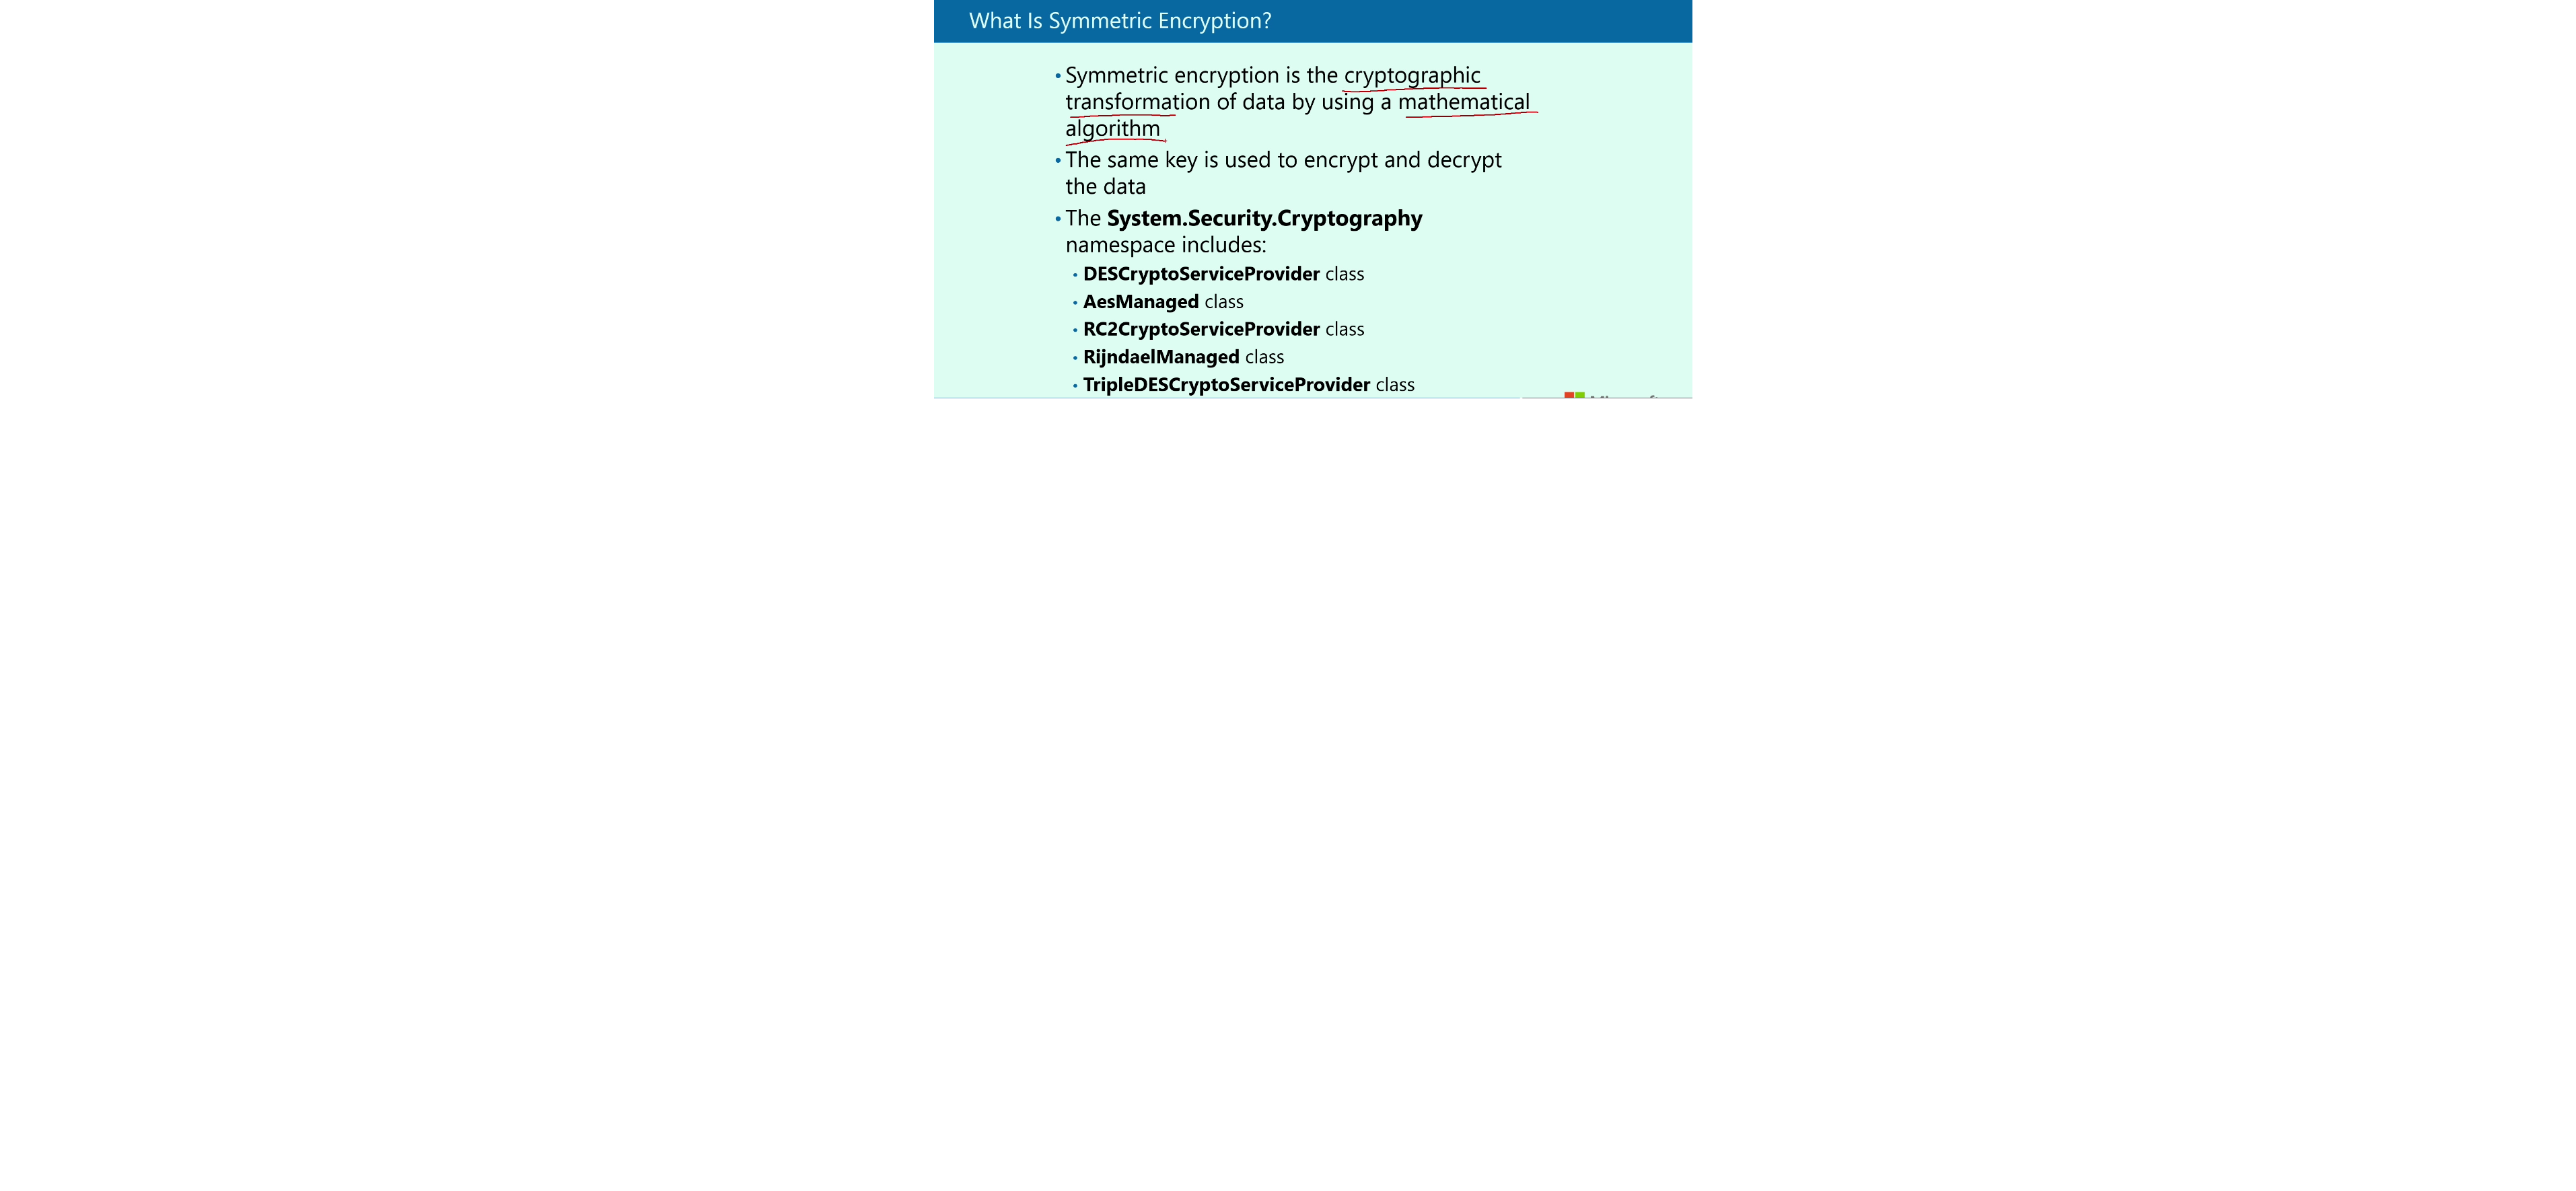 What Is Symmetric Encryption?
• Symmetric encryption is the cryptographic
transformation of data by using a mathematical
algorithm
• The same key is used to encrypt and decrypt
the data
• The System.Security.Cryptography
namespace includes:
• DESCryptoServiceProvider class
• AesManaged class
• RC2CryptoServiceProvider class
• RijndaelManaged class
• TripleDESCryptoServiceProvider class